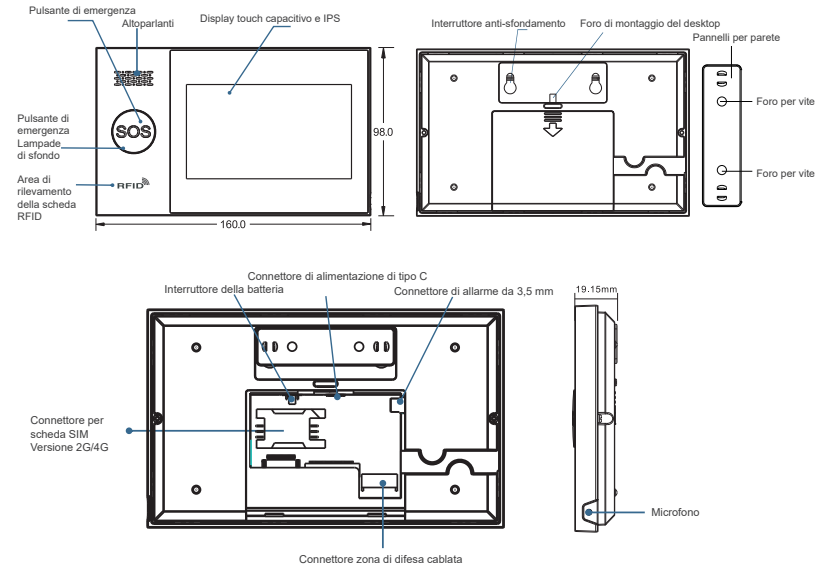 Pulsante di emergenza
Altoparlanti
Display touch capacitivo e IPS
Pulsante di
emergenza
Lampade
di sfondo
SOS
Area di
rilevamento
della scheda
RFID
RFID
98.0
160.0
Interruttore anti-sfondamento
Foro di montaggio del desktop
Pannelli per parete
Foro per vite
Foro per vite
Connettore di alimentazione di tipo C
Interruttore della batteria
Connettore di allarme da 3,5 mm
19.15mm
Connettore per
scheda SIM
Versione 2G/4G
Microfono
Connettore zona di difesa cablata